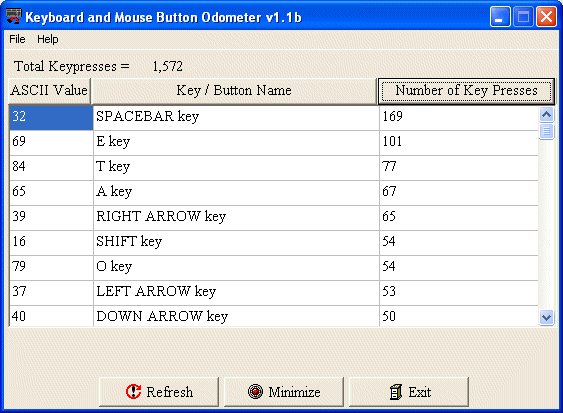 Keyboard and Mouse Button Odometer v1.1b
File Help
Total Keypresses = 1,572
ASCII Value Key / Button Name Number of Key Presses
32 SPACEBAR key 169
69 E key 101
84 T key 77
65 A key 67
39 RIGHT ARROW key 65
16 SHIFT key 54
79 O key 54
37 LEFT ARROW key 53
40 DOWN ARROW key 50
Refresh Minimize Exit